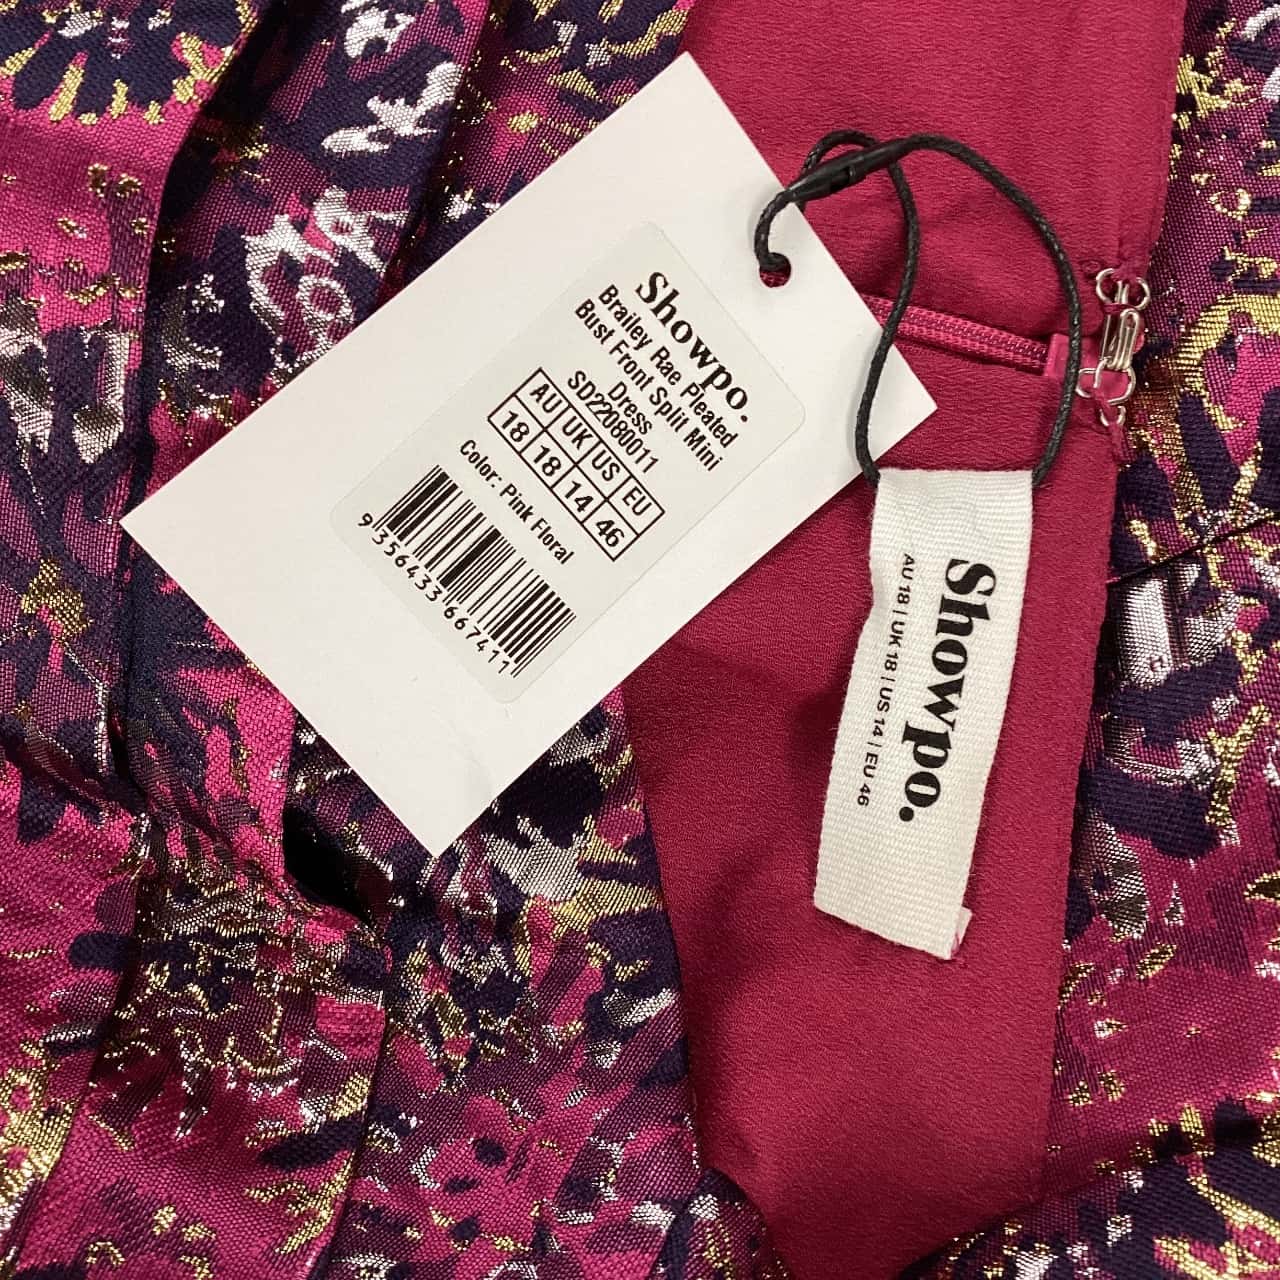 Showpo.
Brailey Rae Pleated
Bust Front Split Mini
Dress
SD22080011
AU UK US EU
18 18 14 46
Color: Pink Floral
9 356433 667411
Showpo.
AU 18 | UK 18 | US 14 | EU 46